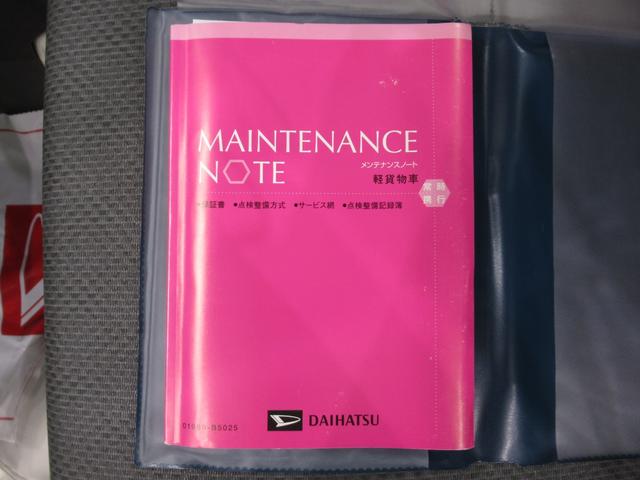 MAINTENANCE
NOTE
メンテナンスノート
軽貨物車
常時
携行
•保証書 •点検整備方式 •サービス網 •点検整備記録簿
DAIHATSU